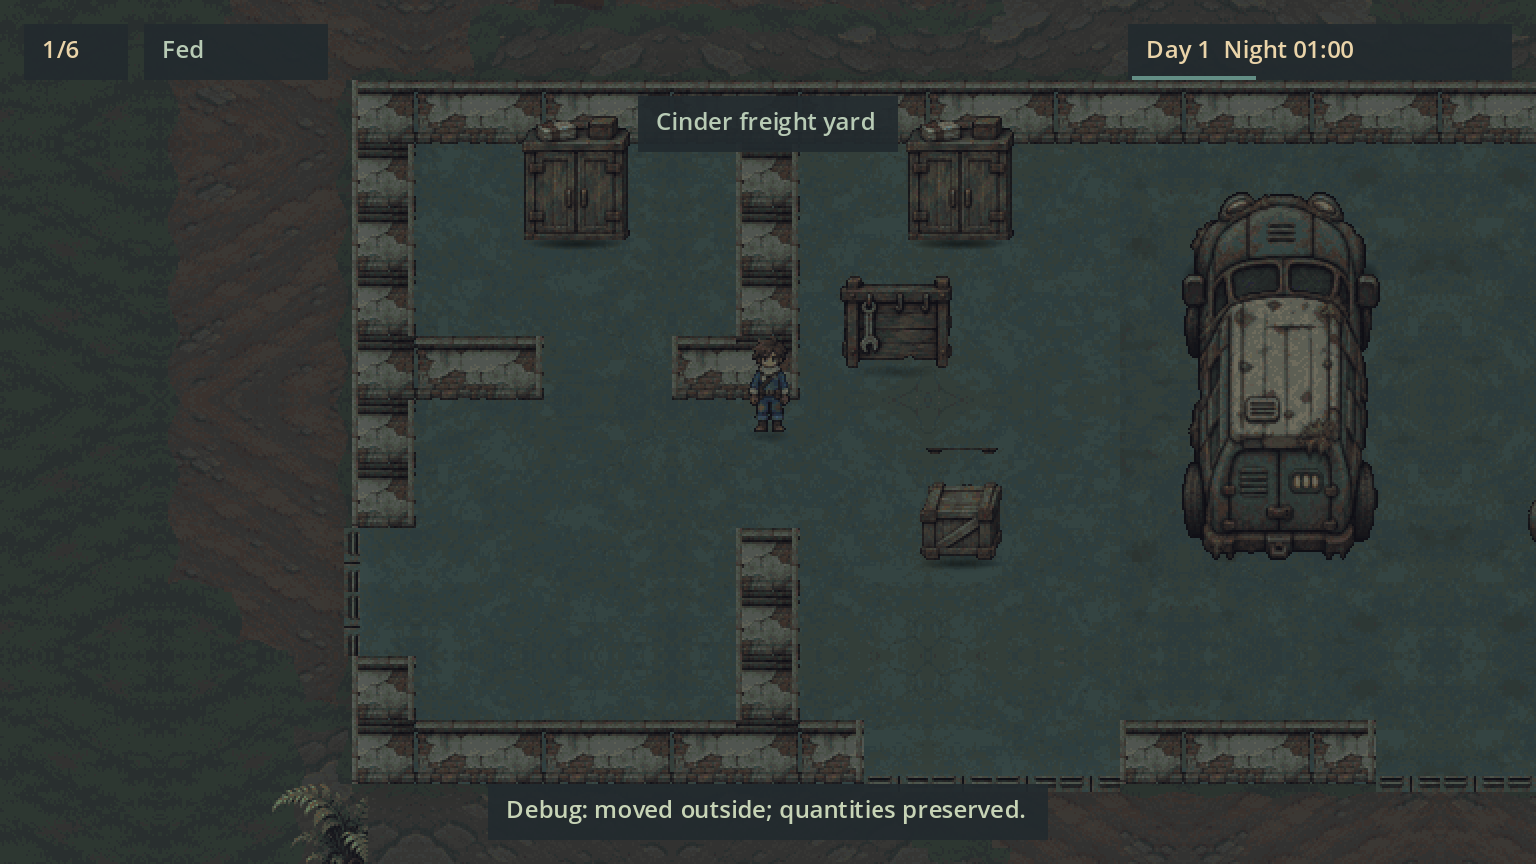 1/6
Fed
Day 1 Night 01:00
Cinder freight yard
Debug: moved outside; quantities preserved.